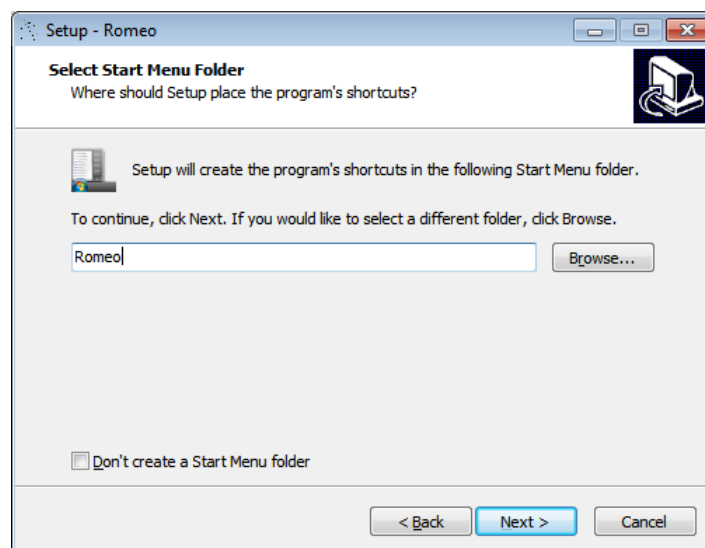 Setup - Romeo
Select Start Menu Folder
Where should Setup place the program's shortcuts?
Setup will create the program's shortcuts in the following Start Menu folder.
To continue, click Next. If you would like to select a different folder, click Browse.
Romeo
Browse...
Don't create a Start Menu folder
< Back
Next >
Cancel